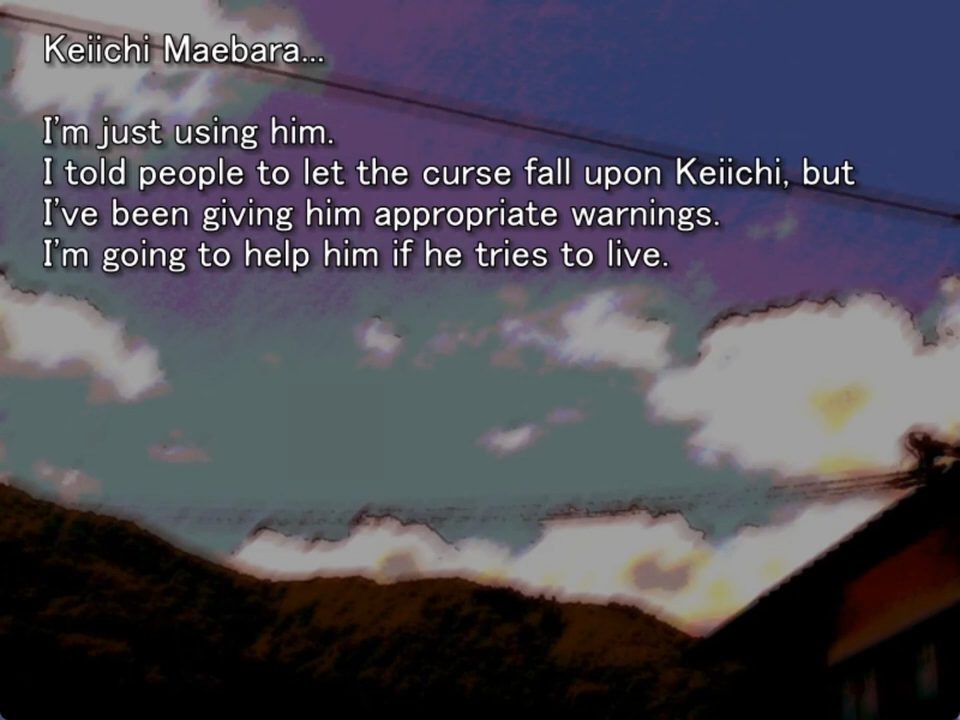 Keiichi Maebara...
I'm just using him.
I told people to let the curse fall upon Keiichi, but
I've been giving him appropriate warnings.
I'm going to help him if he tries to live.